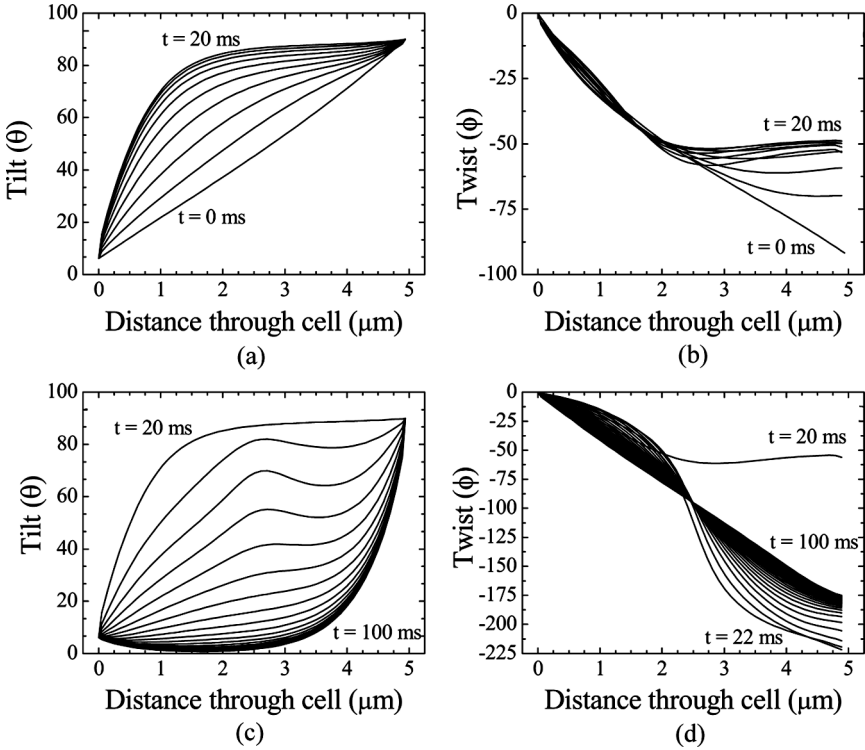 100
80
60
40
20
0
Tilt (θ)
t = 20 ms
t = 0 ms
0 1 2 3 4 5
Distance through cell (μm)
(a)
0
-25
-50
-75
-100
Twist (ϕ)
t = 20 ms
t = 0 ms
0 1 2 3 4 5
Distance through cell (μm)
(b)
100
80
60
40
20
0
Tilt (θ)
t = 20 ms
t = 100 ms
0 1 2 3 4 5
Distance through cell (μm)
(c)
0
-25
-50
-75
-100
-125
-150
-175
-200
-225
Twist (ϕ)
t = 20 ms
t = 100 ms
t = 22 ms
0 1 2 3 4 5
Distance through cell (μm)
(d)